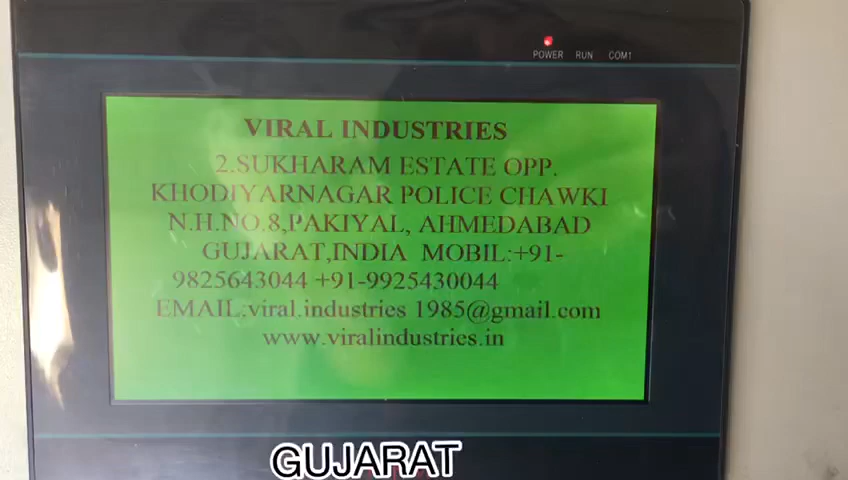 POWER RUN COM1
VIRAL INDUSTRIES
2.SUKHARAM ESTATE OPP.
KHODIYARNAGAR POLICE CHAWKI
N.H.NO.8,PAKIYAL, AHMEDABAD
GUJARAT,INDIA MOBIL:+91-
9825643044 +91-9925430044
EMAIL:viral.industries 1985@gmail.com
www.viralindustries.in
GUJARAT